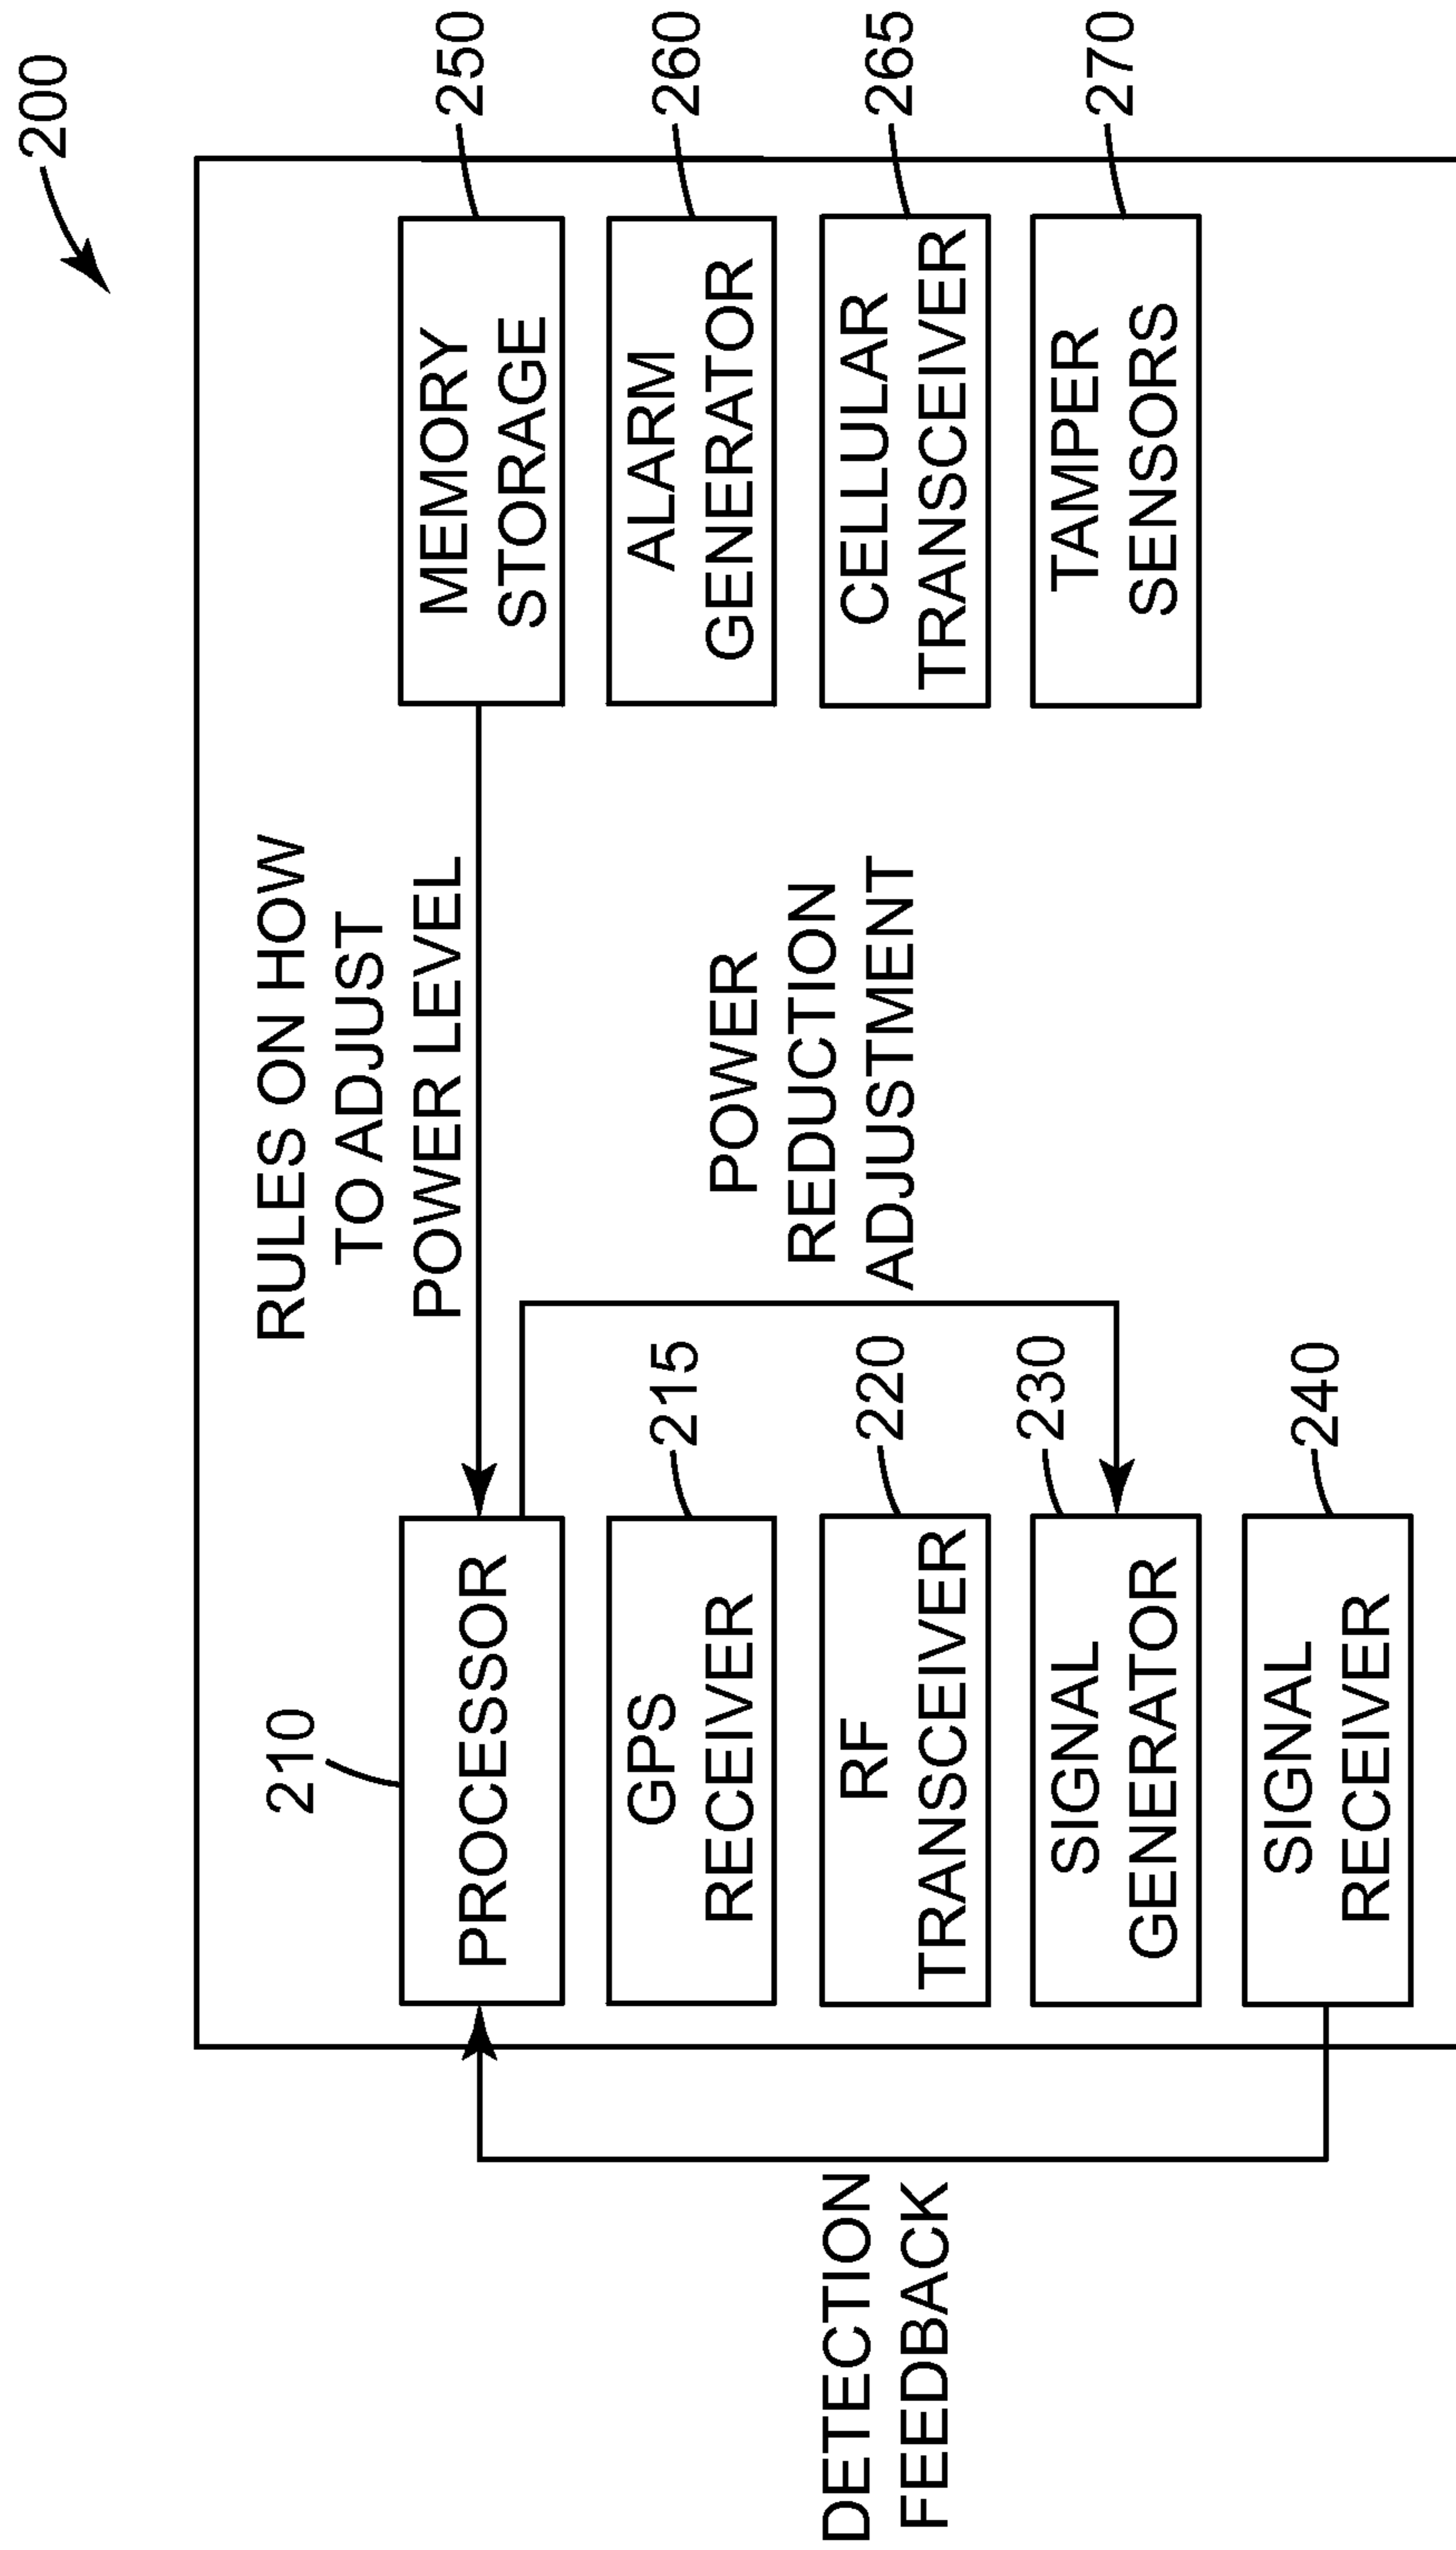 200
210
PROCESSOR
RULES ON HOW
TO ADJUST
POWER LEVEL
MEMORY
STORAGE
250
GPS
RECEIVER
215
ALARM
GENERATOR
260
DETECTION
FEEDBACK
RF
TRANSCEIVER
220
POWER
REDUCTION
ADJUSTMENT
CELLULAR
TRANSCEIVER
265
SIGNAL
GENERATOR
230
TAMPER
SENSORS
270
SIGNAL
RECEIVER
240